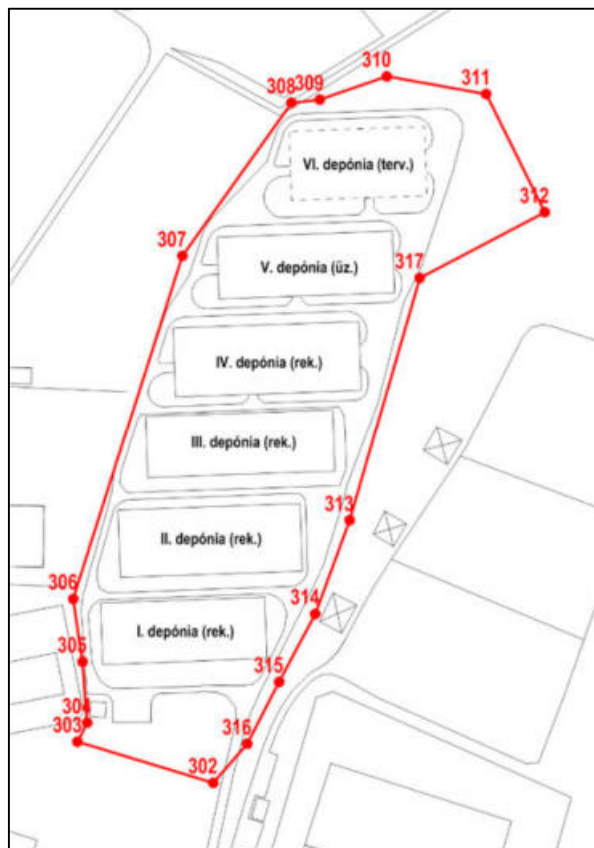 310
308 309
311
VI. depónia (terv.)
312
307
V. depónia (üz.)
317
IV. depónia (rek.)
III. depónia (rek.)
313
II. depónia (rek.)
306
314
I. depónia (rek.)
305
315
304
303
316
302